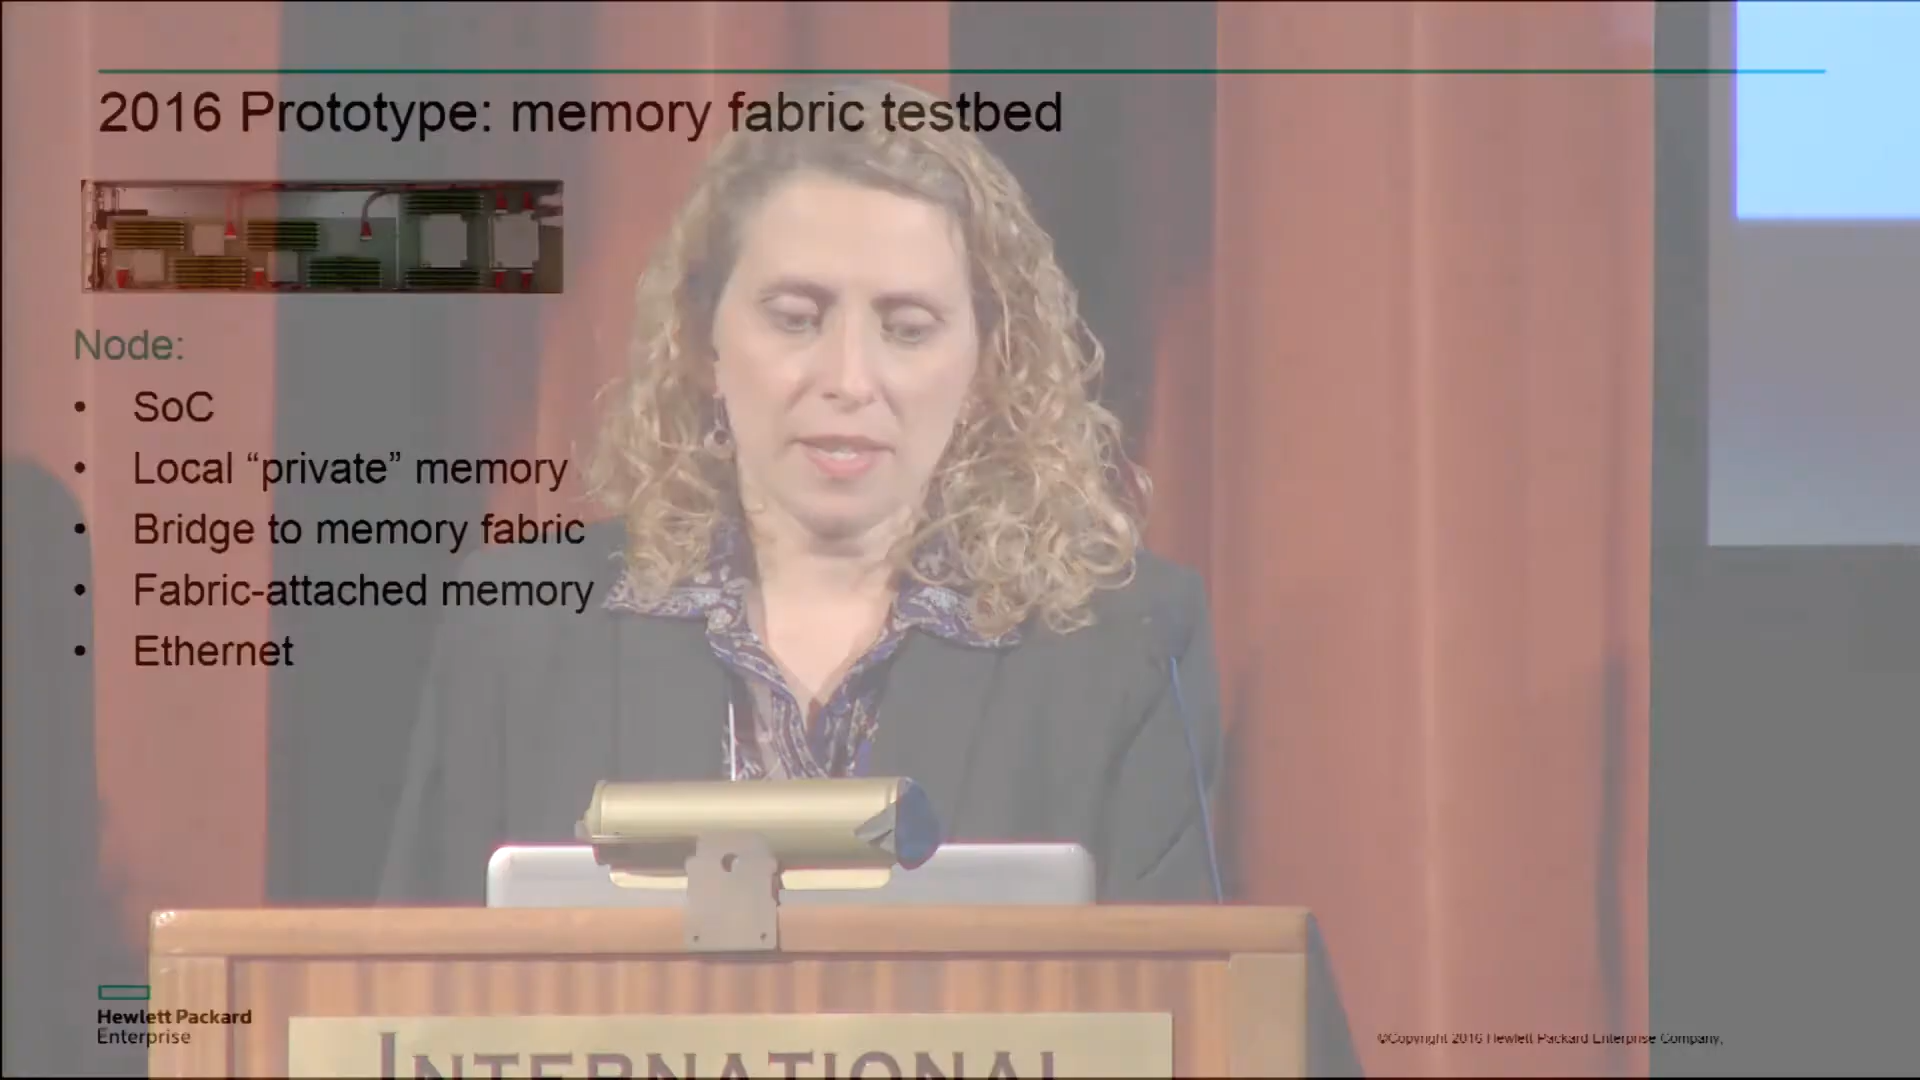 2016 Prototype: memory fabric testbed
Node:
• SoC
• Local “private” memory
• Bridge to memory fabric
• Fabric-attached memory
• Ethernet
Hewlett Packard
Enterprise
©Copyright 2016 Hewlett Packard Enterprise Company,
INTERNATIONAL